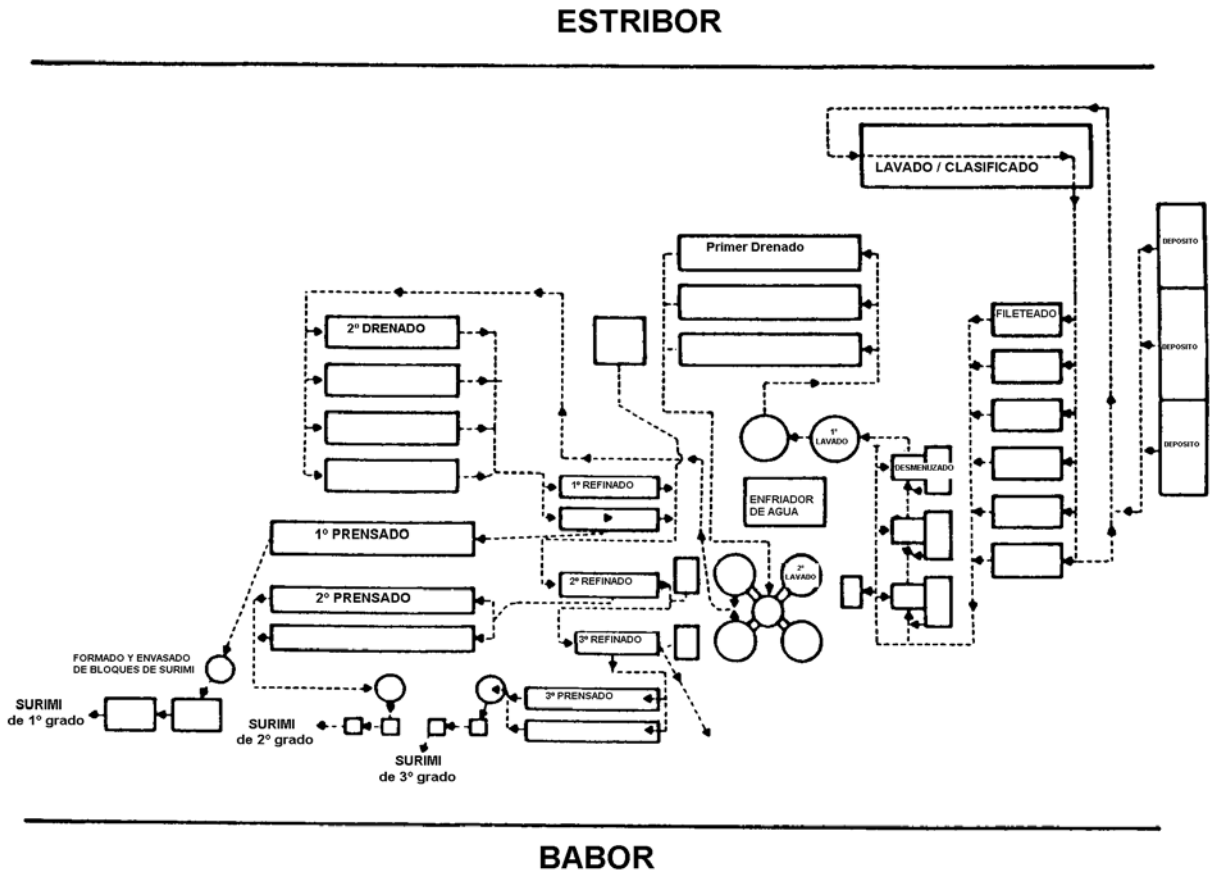 ESTRIBOR
LAVADO / CLASIFICADO
DEPOSITO
Primer Drenado
FILETEADO
2º DRENADO
DEPOSITO
1º
LAVADO
DEPOSITO
DESMENUZADO
1º REFINADO
ENFRIADOR
DE AGUA
1º PRENSADO
2º REFINADO
2º
LAVADO
2º PRENSADO
3º REFINADO
FORMADO Y ENVASADO
DE BLOQUES DE SURIMI
3º PRENSADO
SURIMI
de 1º grado
SURIMI
de 2º grado
SURIMI
de 3º grado
BABOR